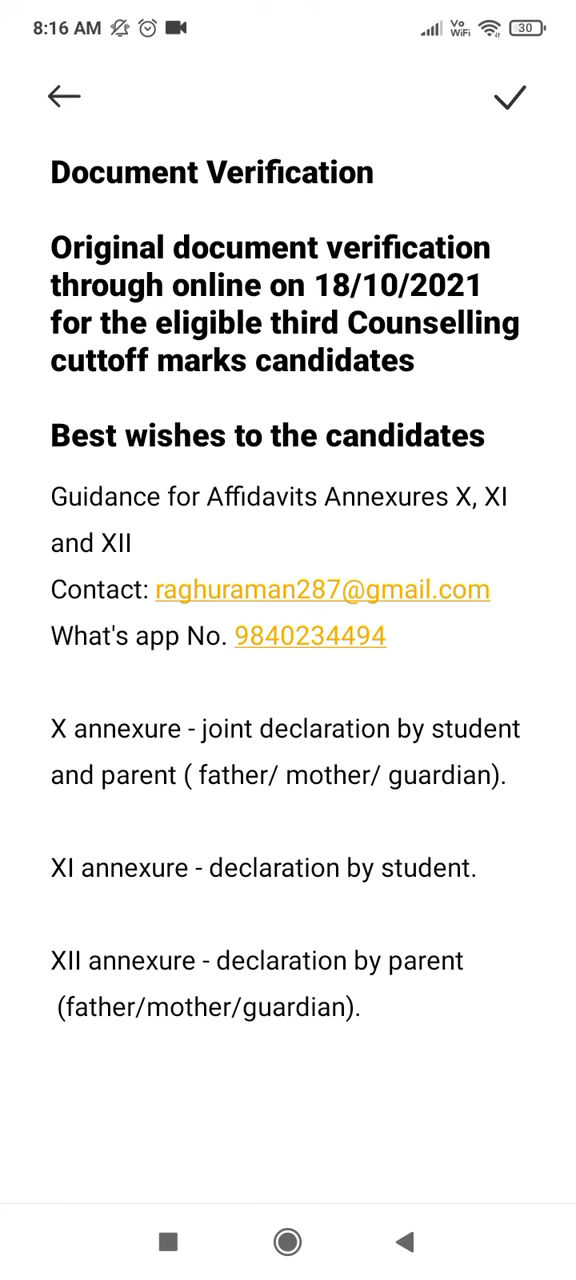 8:16 AM
Vo
WiFi
30
Document Verification
Original document verification
through online on 18/10/2021
for the eligible third Counselling
cuttoff marks candidates
Best wishes to the candidates
Guidance for Affidavits Annexures X, XI
and XII
Contact: raghuraman287@gmail.com
What's app No. 9840234494
X annexure - joint declaration by student
and parent ( father/ mother/ guardian).
XI annexure - declaration by student.
XII annexure - declaration by parent
(father/mother/guardian).